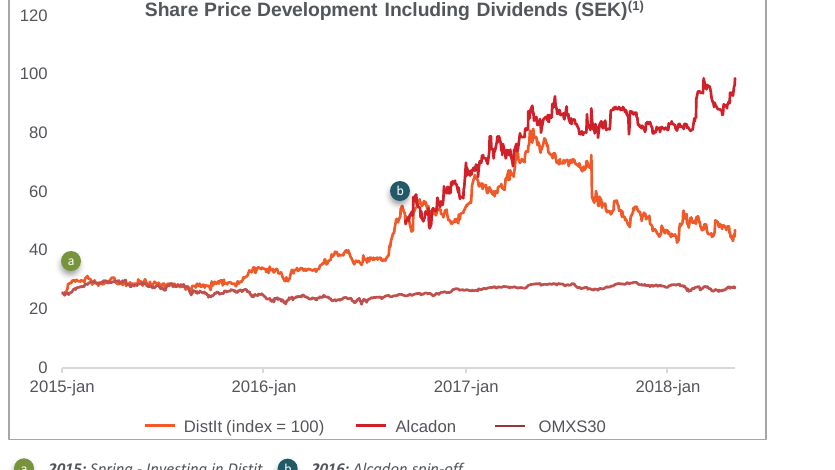 Share Price Development Including Dividends (SEK)(1)
120
100
80
60
40
20
0
b
a
2015-jan 2016-jan 2017-jan 2018-jan
DistIt (index = 100) Alcadon OMXS30
a 2015: Spring - Investing in Distit b 2016: Alcadon spin-off